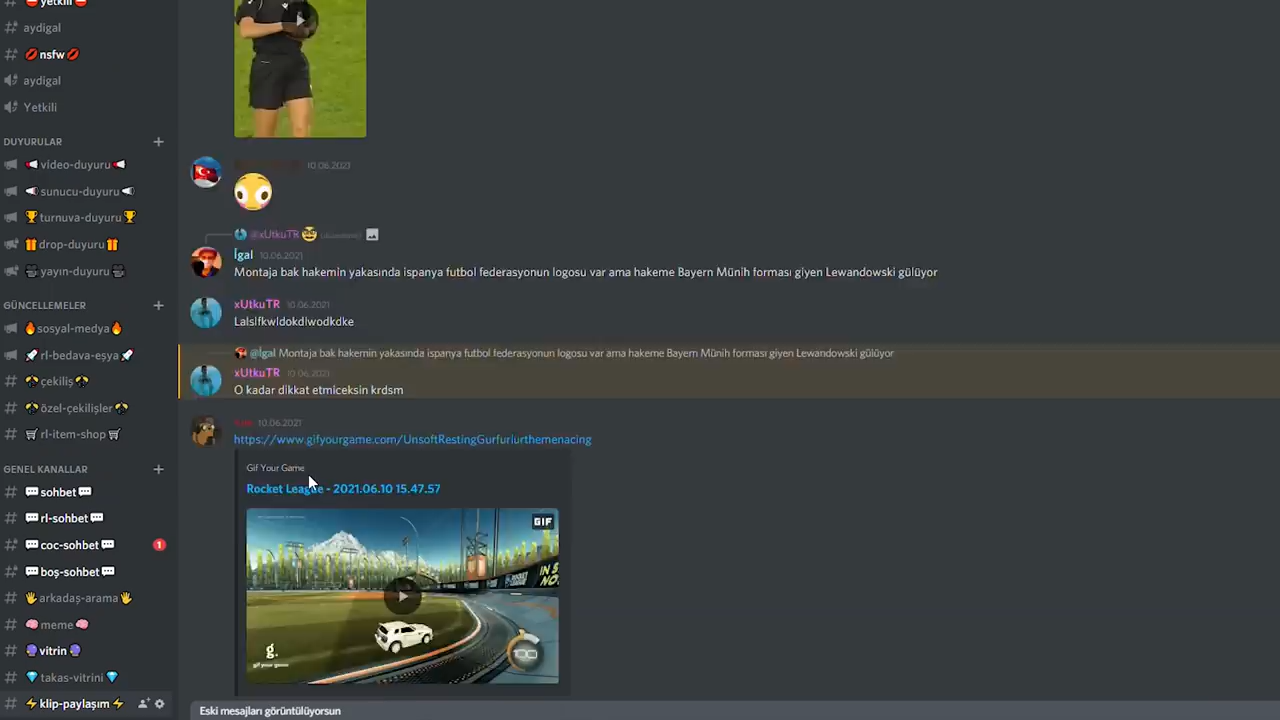 yetkili
aydigal
nsfw
aydigal
Yetkili
DUYURULAR
video-duyuru
sunucu-duyuru
turnuva-duyuru
drop-duyuru
yayın-duyuru
GÜNCELLEMELER
sosyal-medya
rl-bedava-eşya
çekiliş
özel-çekilişler
rl-item-shop
GENEL KANALLAR
sohbet
rl-sohbet
coc-sohbet 1
boş-sohbet
arkadaş-arama
meme
vitrin
takas-vitrini
klip-paylaşım
10.06.2021
@xUtkuTR
İgal 10.06.2021
Montaja bak hakemin yakasında ispanya futbol federasyonun logosu var ama hakeme Bayern Münih forması giyen Lewandowski gülüyor
xUtkuTR 10.06.2021
Lalslfkwldokdlwodkdke
@İgal Montaja bak hakemin yakasında ispanya futbol federasyonun logosu var ama hakeme Bayern Münih forması giyen Lewandowski gülüyor
xUtkuTR 10.06.2021
O kadar dikkat etmiceksin krdsm
10.06.2021
https://www.gifyourgame.com/UnsoftRestingGurfurlurthemenacing
Gif Your Game
Rocket League - 2021.06.10 15.47.57
GIF
IN S
NO
g.
gif your game
100
Eski mesajları görüntülüyorsun